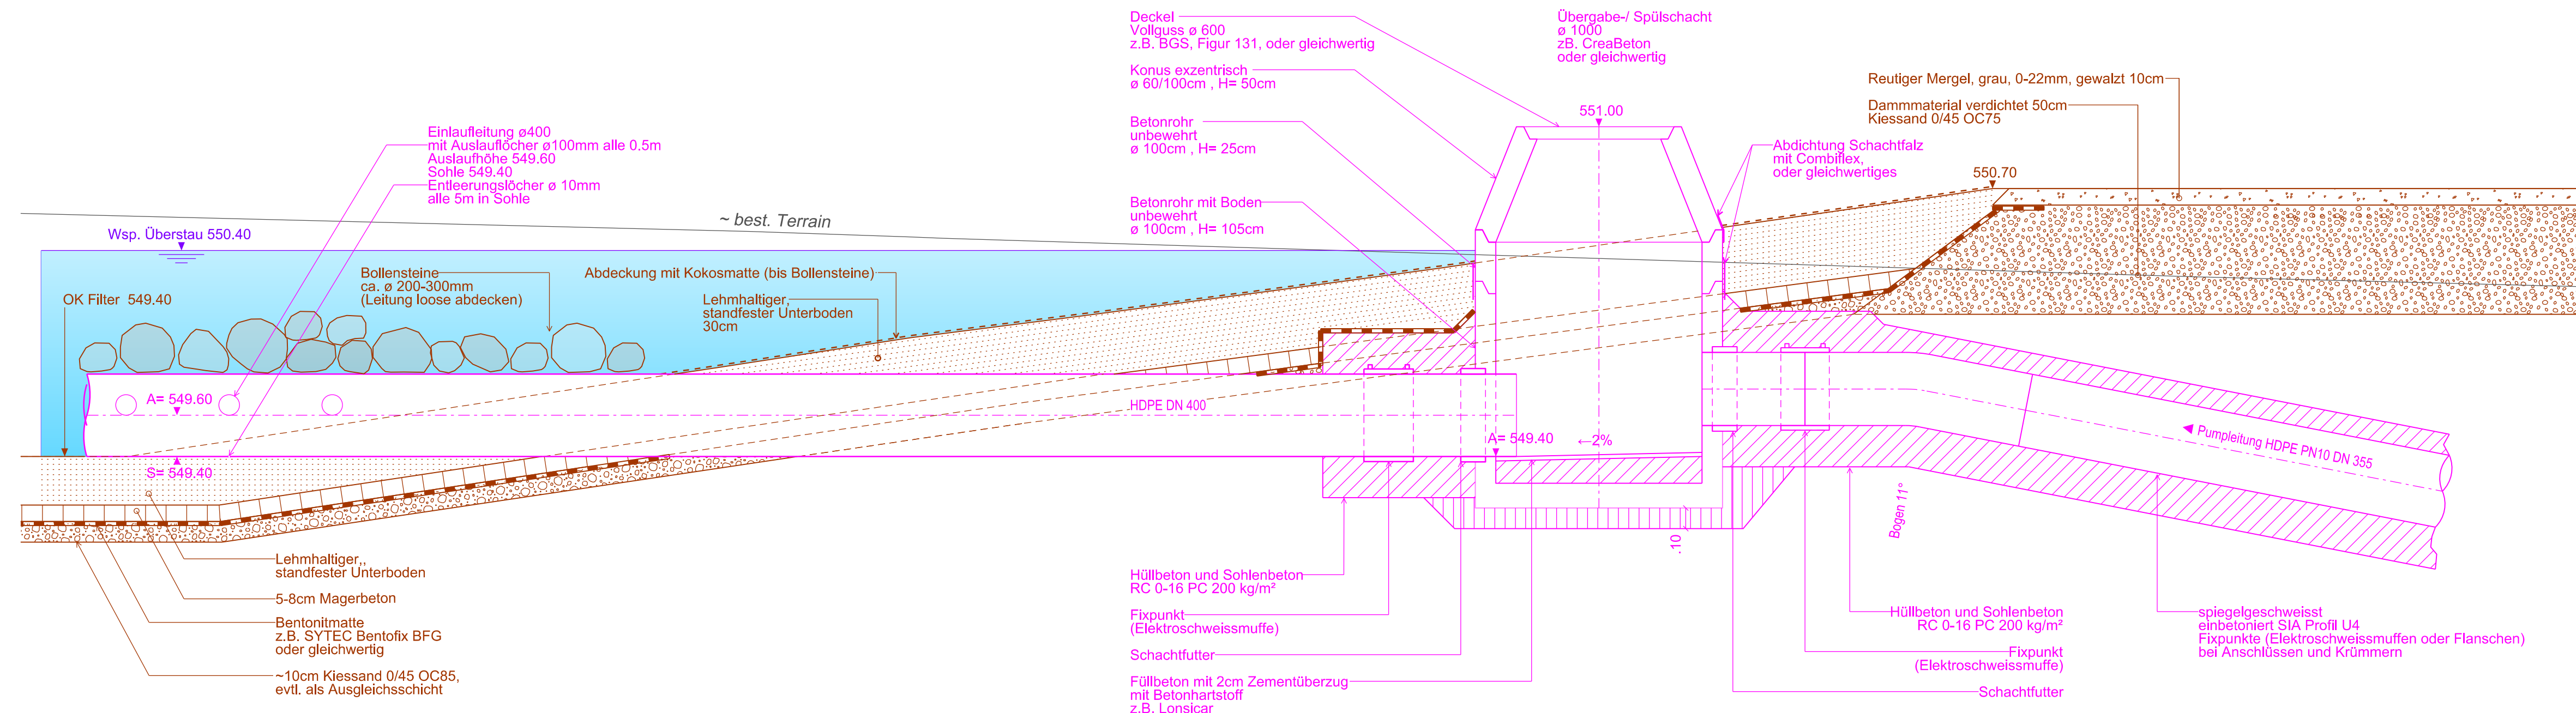 Deckel
Vollguss ø 600
z.B. BGS, Figur 131, oder gleichwertig
Konus exzentrisch
ø 60/100cm , H= 50cm
Betonrohr
unbewehrt
ø 100cm , H= 25cm
Betonrohr mit Boden
unbewehrt
ø 100cm , H= 105cm
Übergabe-/ Spülschacht
ø 1000
zB. CreaBeton
oder gleichwertig
551.00
Reutiger Mergel, grau, 0-22mm, gewalzt 10cm
Dammmaterial verdichtet 50cm
Kiessand 0/45 OC75
Abdichtung Schachtfalz
mit Combiflex,
oder gleichwertiges
550.70
Einlaufleitung ø400
mit Auslauflöcher ø100mm alle 0.5m
Auslaufhöhe 549.60
Sohle 549.40
Entleerungslöcher ø 10mm
alle 5m in Sohle
~ best. Terrain
Wsp. Überstau 550.40
Bollensteine
ca. ø 200-300mm
(Leitung loose abdecken)
Abdeckung mit Kokosmatte (bis Bollensteine)
Lehmhaltiger,
standfester Unterboden
30cm
OK Filter 549.40
A= 549.60
HDPE DN 400
A= 549.40
←2%
S= 549.40
Pumpleitung HDPE PN10 DN 355
Bogen 11°
.10
Lehmhaltiger,,
standfester Unterboden
5-8cm Magerbeton
Bentonitmatte
z.B. SYTEC Bentofix BFG
oder gleichwertig
~10cm Kiessand 0/45 OC85,
evtl. als Ausgleichsschicht
Hüllbeton und Sohlenbeton
RC 0-16 PC 200 kg/m²
Fixpunkt
(Elektroschweissmuffe)
Schachtfutter
Füllbeton mit 2cm Zementüberzug
mit Betonhartstoff
z.B. Lonsicar
Hüllbeton und Sohlenbeton
RC 0-16 PC 200 kg/m²
Fixpunkt
(Elektroschweissmuffe)
Schachtfutter
spiegelgeschweisst
einbetoniert SIA Profil U4
Fixpunkte (Elektroschweissmuffen oder Flanschen)
bei Anschlüssen und Krümmern